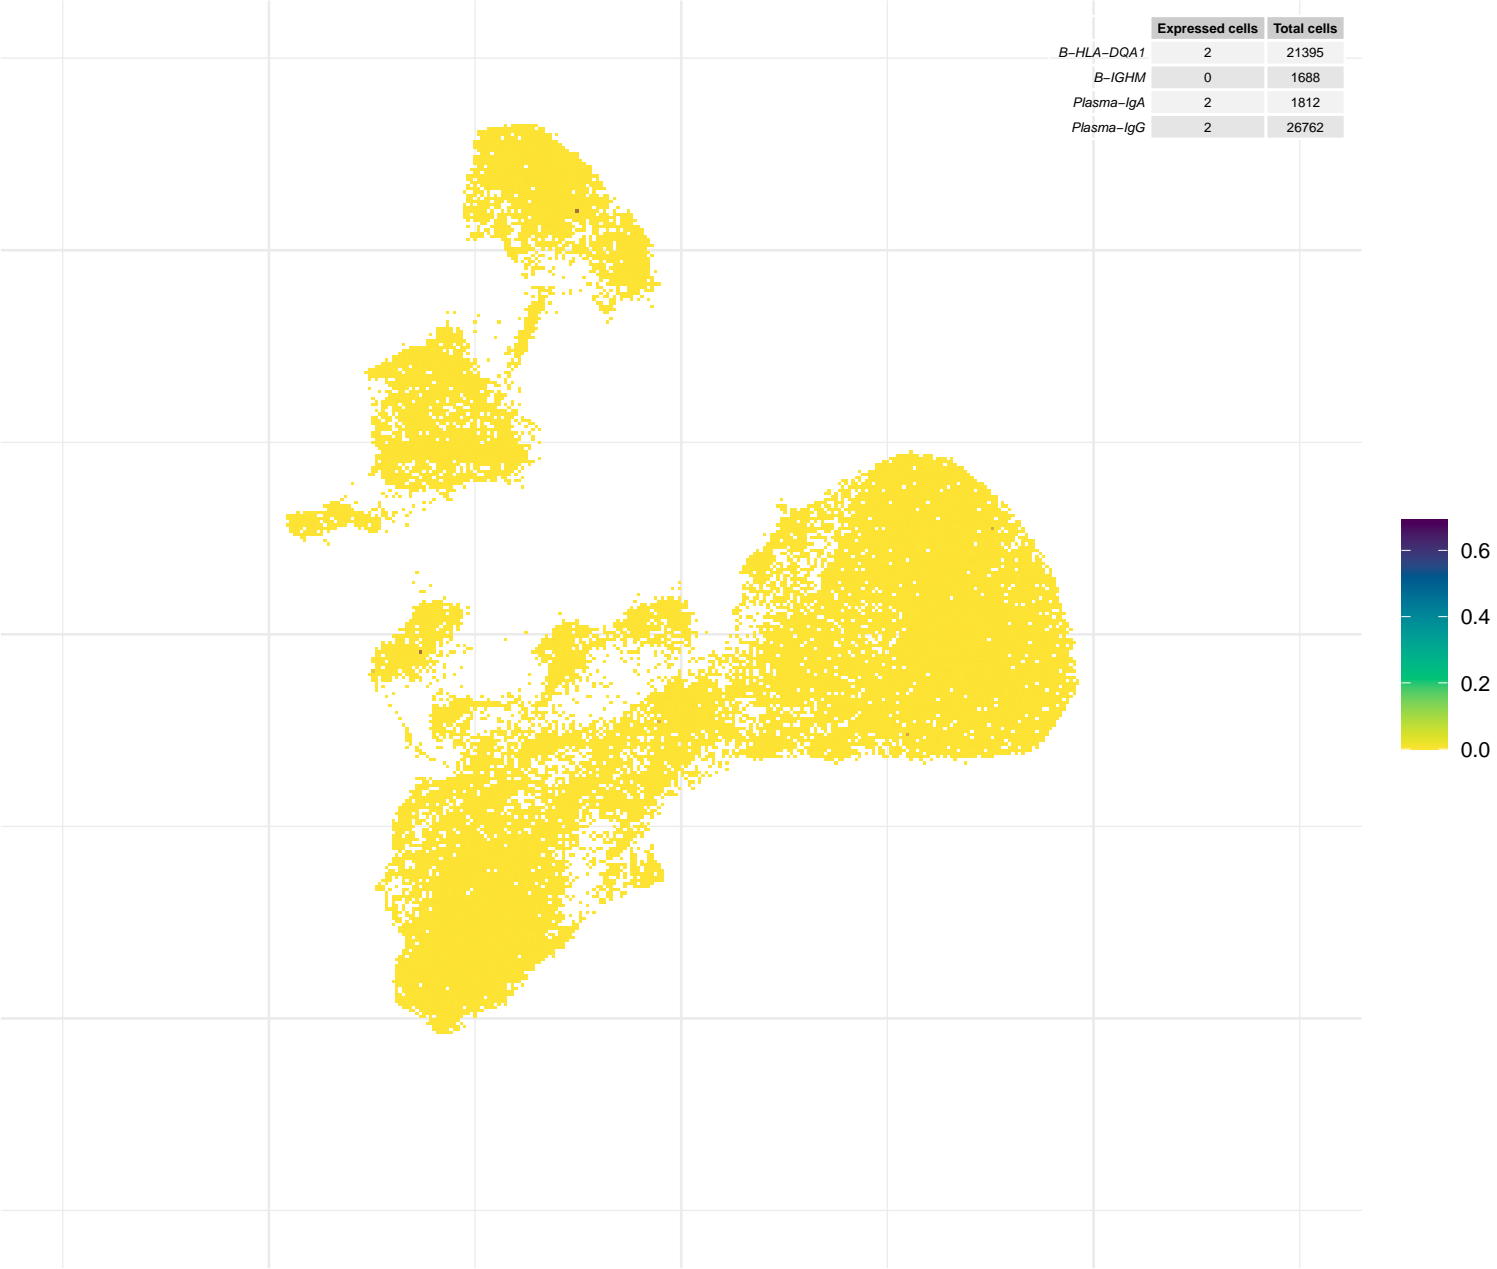 Expressed cells Total cells
B−HLA−DQA1 2 21395
B−IGHM 0 1688
Plasma−IgA 2 1812
Plasma−IgG 2 26762
0.6
0.4
0.2
0.0